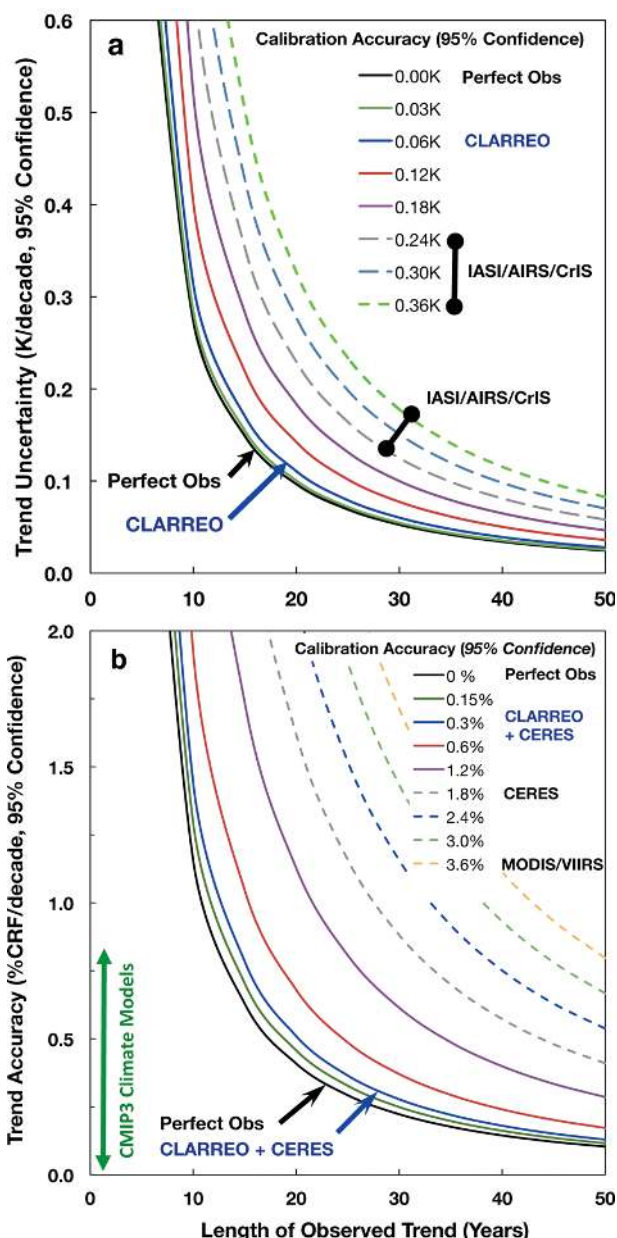 a
Calibration Accuracy (95% Confidence)
0.00K Perfect Obs
0.03K
0.06K CLARREO
0.12K
0.18K
0.24K
0.30K IASI/AIRS/CrIS
0.36K
IASI/AIRS/CrIS
Perfect Obs
CLARREO
Trend Uncertainty (K/decade, 95% Confidence)
0.6
0.5
0.4
0.3
0.2
0.1
0.0
0 10 20 30 40 50
b
Calibration Accuracy (95% Confidence)
0 % Perfect Obs
0.15%
0.3% CLARREO
+ CERES
0.6%
1.2%
1.8% CERES
2.4%
3.0%
3.6% MODIS/VIIRS
Trend Accuracy (%CRF/decade, 95% Confidence)
2.0
1.5
1.0
0.5
0.0
CMIP3 Climate Models
Perfect Obs
CLARREO + CERES
0 10 20 30 40 50
Length of Observed Trend (Years)